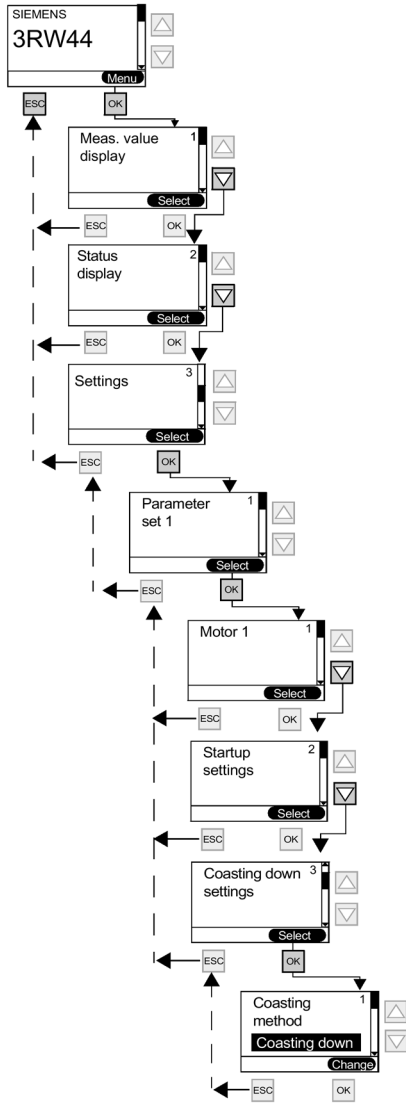 SIEMENS
3RW44
Menu
ESC
OK
Meas. value
display
1
Select
ESC
OK
Status
display
2
Select
ESC
OK
Settings
3
Select
ESC
OK
Parameter
set 1
1
Select
ESC
OK
Motor 1
1
Select
ESC
OK
Startup
settings
2
Select
ESC
OK
Coasting down
settings
3
Select
ESC
OK
Coasting
method
1
Coasting down
Change
ESC
OK